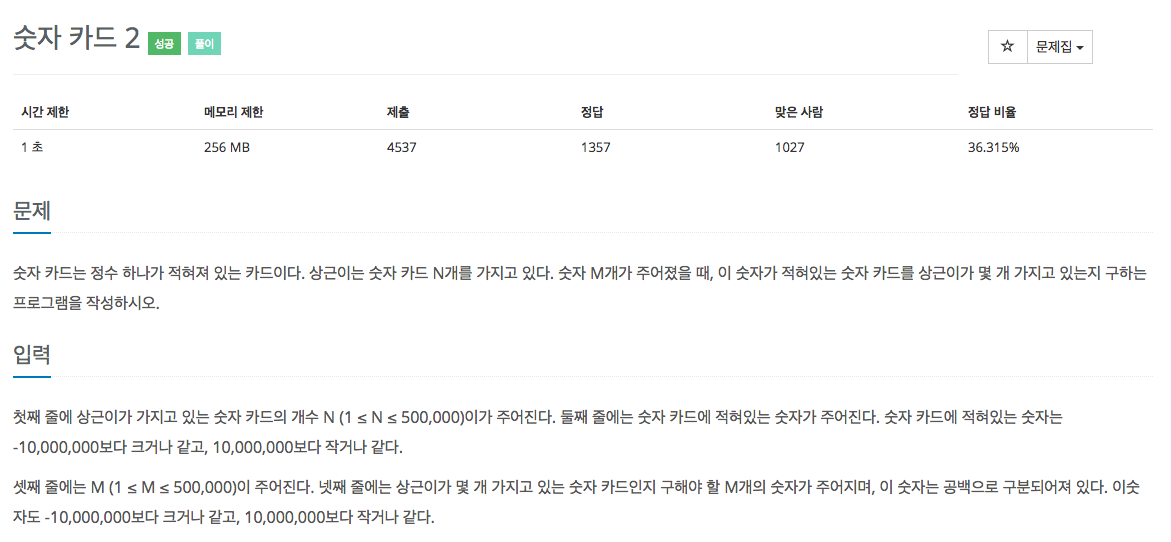 숫자 카드 2 성공 풀이
☆ 문제집
시간 제한 메모리 제한 제출 정답 맞은 사람 정답 비율
1 초 256 MB 4537 1357 1027 36.315%
문제
숫자 카드는 정수 하나가 적혀져 있는 카드이다. 상근이는 숫자 카드 N개를 가지고 있다. 숫자 M개가 주어졌을 때, 이 숫자가 적혀있는 숫자 카드를 상근이가 몇 개 가지고 있는지 구하는
프로그램을 작성하시오.
입력
첫째 줄에 상근이가 가지고 있는 숫자 카드의 개수 N (1 ≤ N ≤ 500,000)이가 주어진다. 둘째 줄에는 숫자 카드에 적혀있는 숫자가 주어진다. 숫자 카드에 적혀있는 숫자는
-10,000,000보다 크거나 같고, 10,000,000보다 작거나 같다.
셋째 줄에는 M (1 ≤ M ≤ 500,000)이 주어진다. 넷째 줄에는 상근이가 몇 개 가지고 있는 숫자 카드인지 구해야 할 M개의 숫자가 주어지며, 이 숫자는 공백으로 구분되어져 있다. 이숫
자도 -10,000,000보다 크거나 같고, 10,000,000보다 작거나 같다.